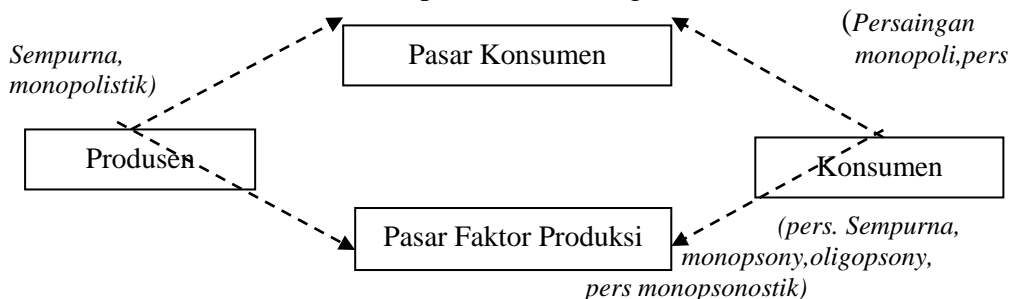 (Persaingan
Sempurna,
monopoli,pers
monopolistik)
Pasar Konsumen
Produsen
Konsumen
Pasar Faktor Produksi
(pers. Sempurna,
monopsony,oligopsony,
pers monopsonostik)